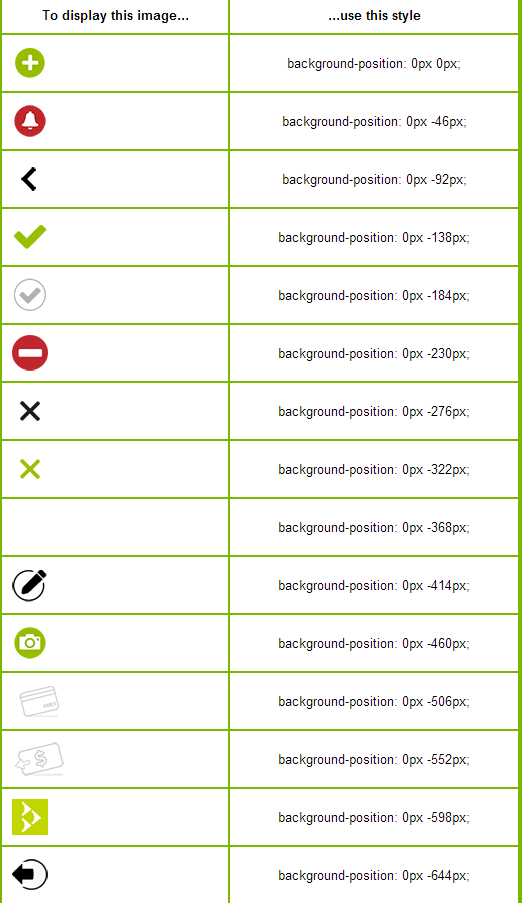 To display this image... ...use this style
background-position: 0px 0px;
background-position: 0px -46px;
background-position: 0px -92px;
background-position: 0px -138px;
background-position: 0px -184px;
background-position: 0px -230px;
background-position: 0px -276px;
background-position: 0px -322px;
background-position: 0px -368px;
background-position: 0px -414px;
background-position: 0px -460px;
background-position: 0px -506px;
background-position: 0px -552px;
background-position: 0px -598px;
background-position: 0px -644px;